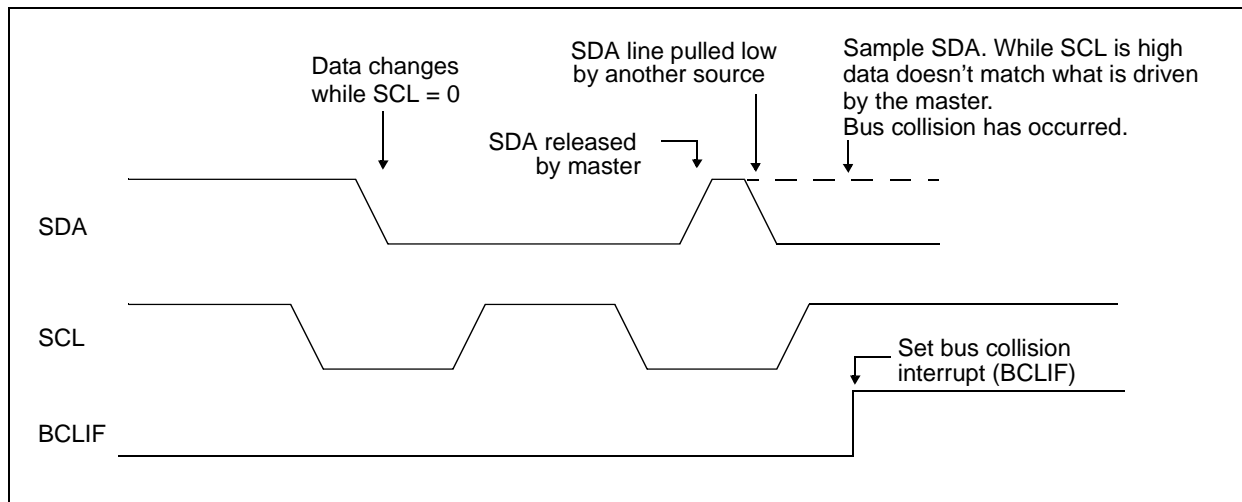 Data changes
while SCL = 0
SDA line pulled low
by another source
Sample SDA. While SCL is high
data doesn't match what is driven
by the master.
Bus collision has occurred.
SDA released
by master
SDA
SCL
Set bus collision
interrupt (BCLIF)
BCLIF